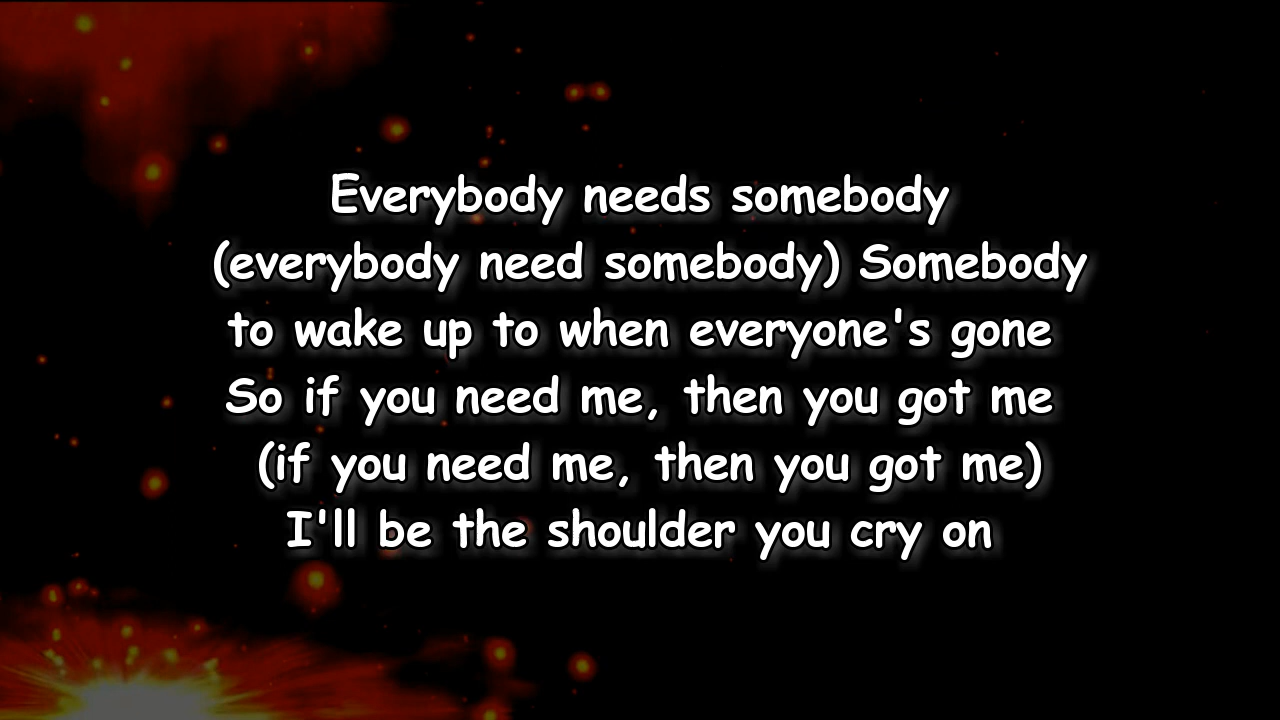 Everybody needs somebody
(everybody need somebody) Somebody
to wake up to when everyone's gone
So if you need me, then you got me
(if you need me, then you got me)
I'll be the shoulder you cry on